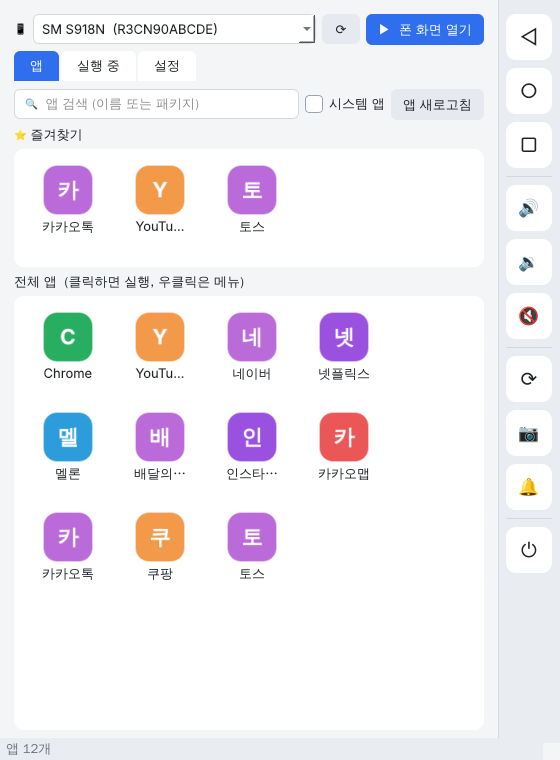 SM S918N (R3CN90ABCDE)
폰 화면 열기
앱 실행 중 설정
앱 검색 (이름 또는 패키지) 시스템 앱 앱 새로고침
즐겨찾기
카 Y 토
카카오톡 YouTu... 토스
전체 앱 (클릭하면 실행, 우클릭은 메뉴)
C Y 네 넷
Chrome YouTu... 네이버 넷플릭스
멜 배 인 카
멜론 배달의… 인스타… 카카오맵
카 쿠 토
카카오톡 쿠팡 토스
앱 12개